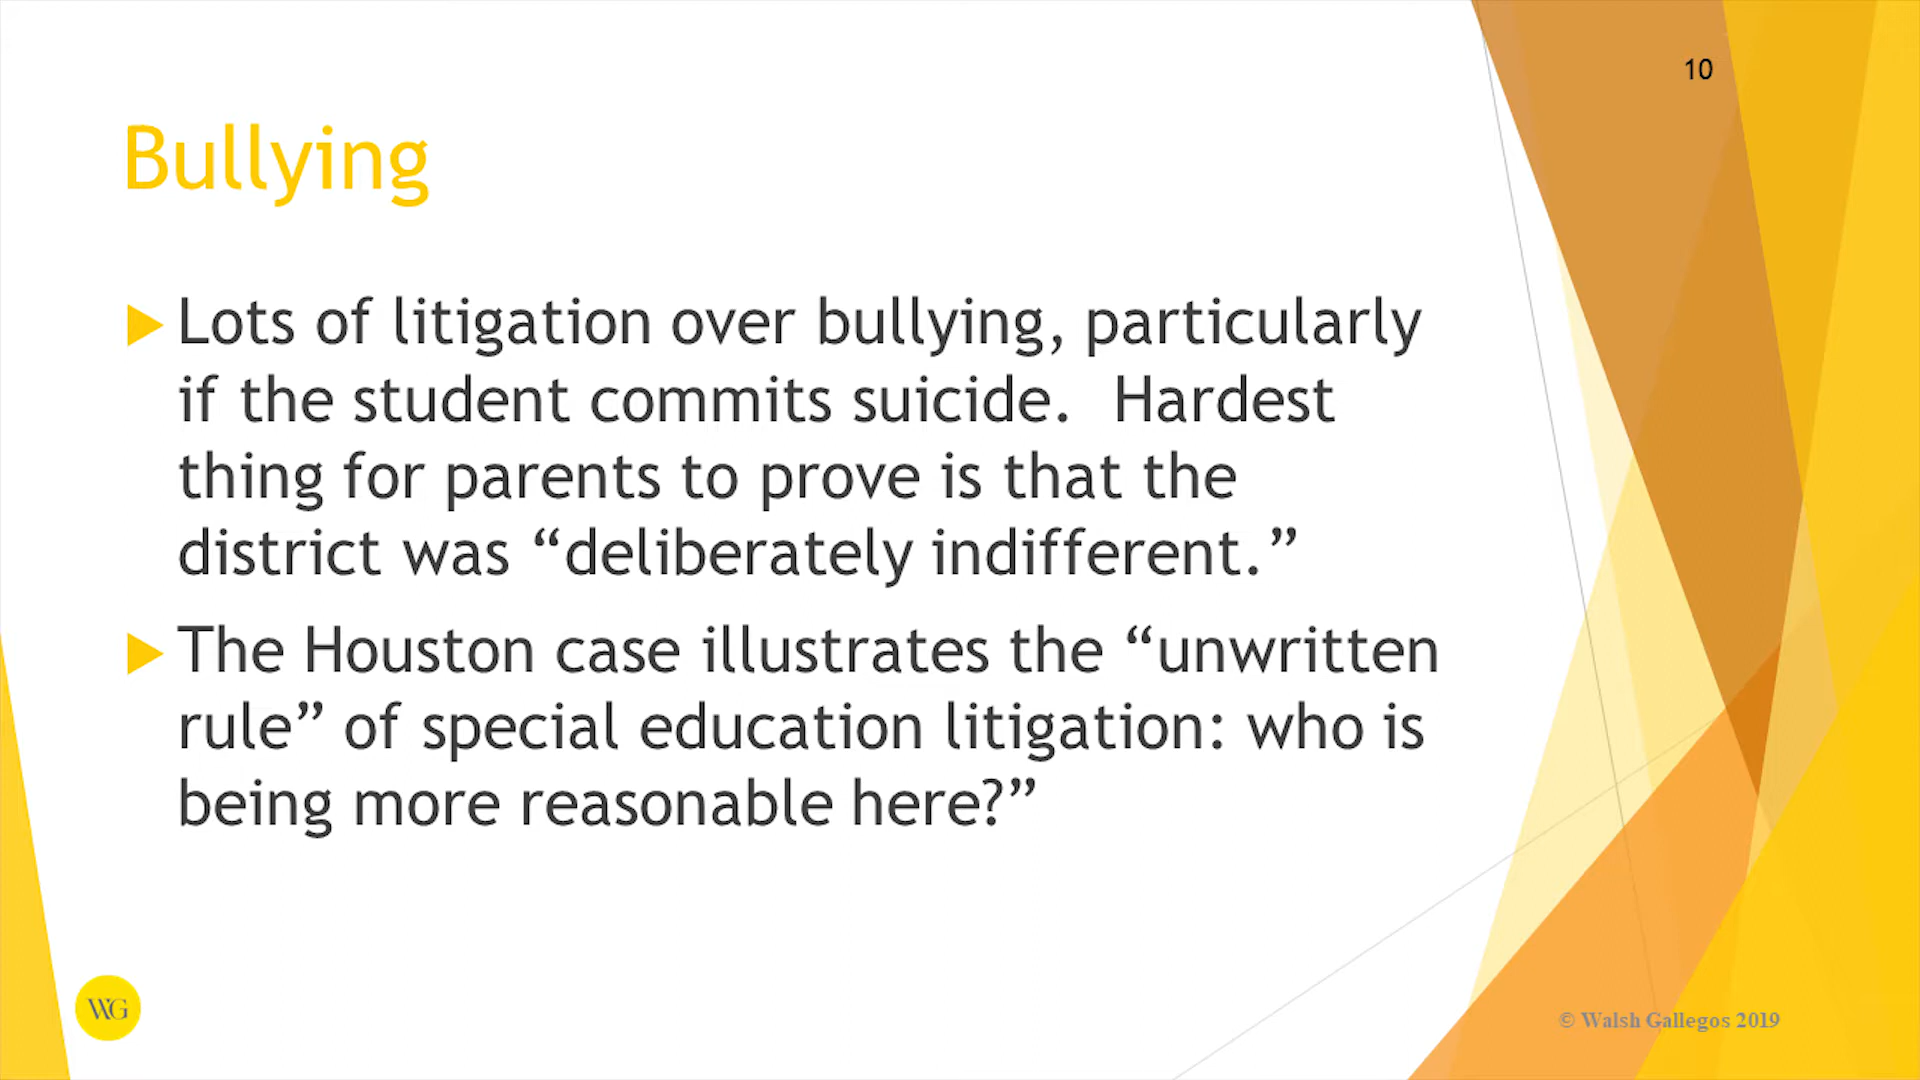 10
Bullying
Lots of litigation over bullying, particularly
if the student commits suicide.  Hardest
thing for parents to prove is that the
district was “deliberately indifferent.”
The Houston case illustrates the “unwritten
rule” of special education litigation: who is
being more reasonable here?”
WG
© Walsh Gallegos 2019